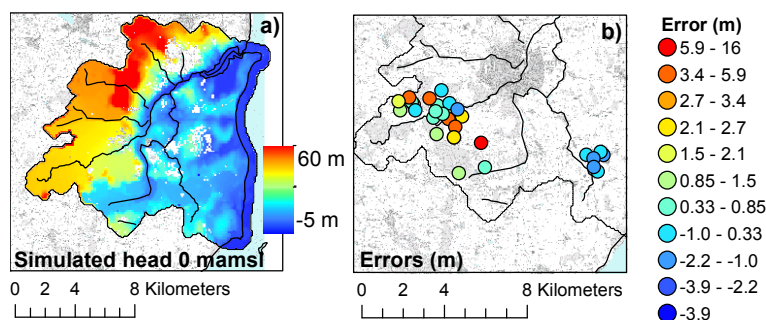 a)
60 m
-5 m
Simulated head 0 mamsl
0 2 4 8 Kilometers
b)
Errors (m)
0 2 4 8 Kilometers
Error (m)
5.9 - 16
3.4 - 5.9
2.7 - 3.4
2.1 - 2.7
1.5 - 2.1
0.85 - 1.5
0.33 - 0.85
-1.0 - 0.33
-2.2 - -1.0
-3.9 - -2.2
-3.9